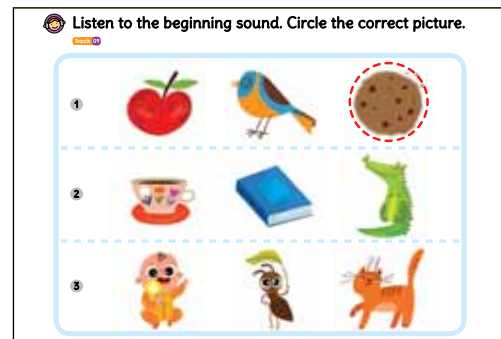 Listen to the beginning sound. Circle the correct picture.
Track 09
1
2
3